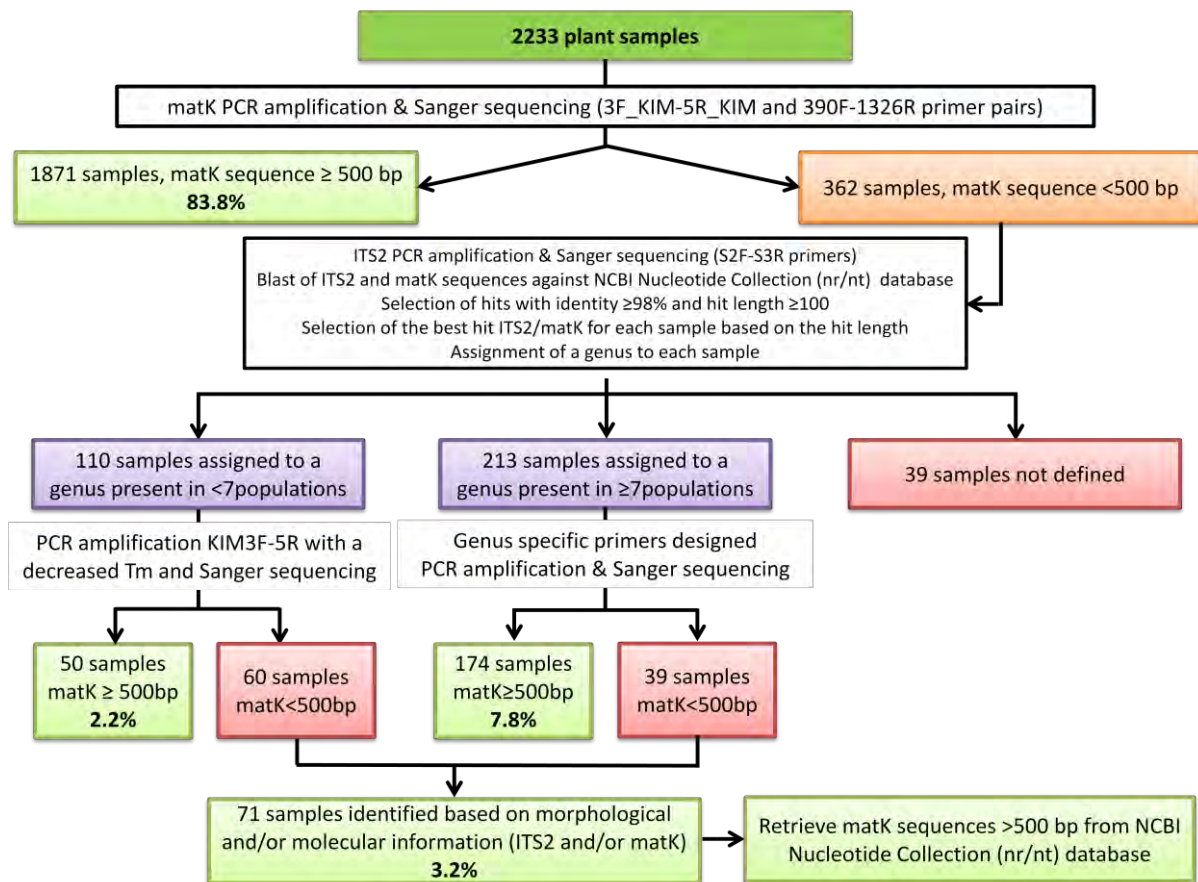 2233 plant samples
matK PCR amplification & Sanger sequencing (3F_KIM-5R_KIM and 390F-1326R primer pairs)
1871 samples, matK sequence ≥ 500 bp
83.8%
362 samples, matK sequence <500 bp
ITS2 PCR amplification & Sanger sequencing (S2F-S3R primers)
Blast of ITS2 and matK sequences against NCBI Nucleotide Collection (nr/nt) database
Selection of hits with identity ≥98% and hit length ≥100
Selection of the best hit ITS2/matK for each sample based on the hit length
Assignment of a genus to each sample
110 samples assigned to a
genus present in <7populations
213 samples assigned to a
genus present in ≥7populations
39 samples not defined
PCR amplification KIM3F-5R with a
decreased Tm and Sanger sequencing
Genus specific primers designed
PCR amplification & Sanger sequencing
50 samples
matK ≥ 500bp
2.2%
60 samples
matK<500bp
174 samples
matK≥500bp
7.8%
39 samples
matK<500bp
71 samples identified based on morphological
and/or molecular information (ITS2 and/or matK)
3.2%
Retrieve matK sequences >500 bp from NCBI
Nucleotide Collection (nr/nt) database